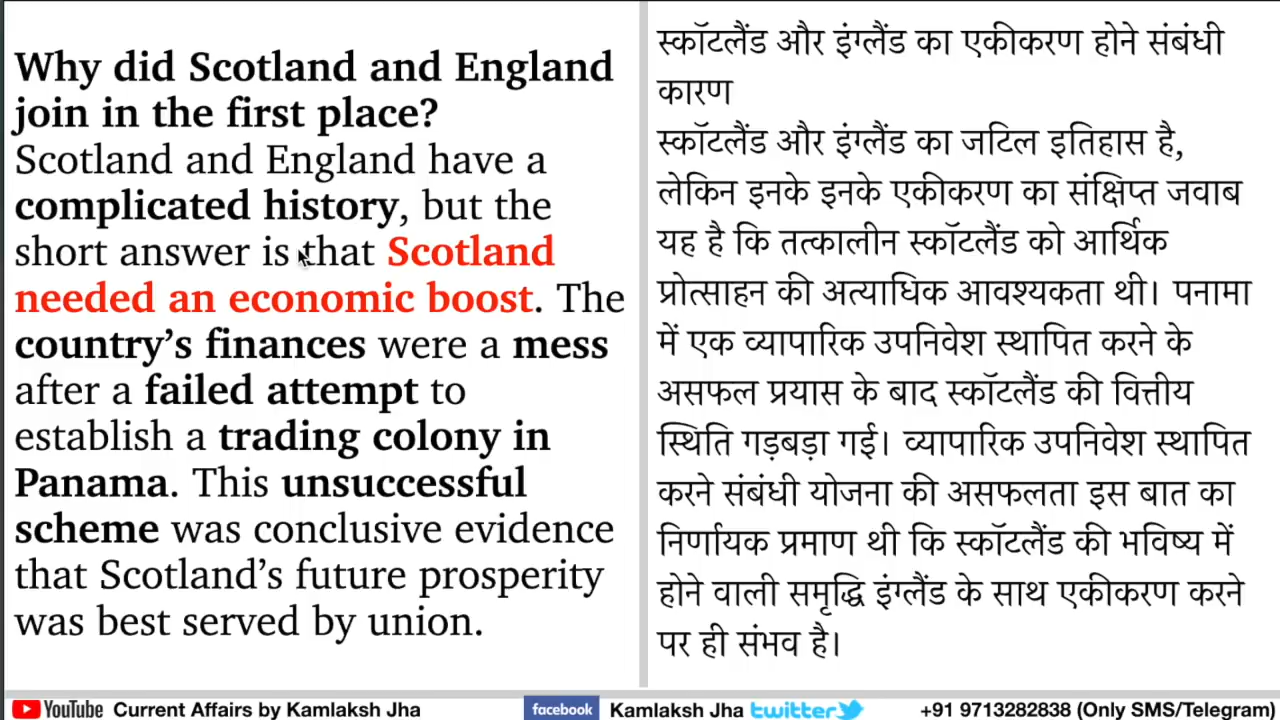 Why did Scotland and England
join in the first place?
Scotland and England have a
complicated history, but the
short answer is that Scotland
needed an economic boost. The
country's finances were a mess
after a failed attempt to
establish a trading colony in
Panama. This unsuccessful
scheme was conclusive evidence
that Scotland's future prosperity
was best served by union.
स्कॉटलैंड और इंग्लैंड का एकीकरण होने संबंधी
कारण
स्कॉटलैंड और इंग्लैंड का जटिल इतिहास है,
लेकिन इनके इनके एकीकरण का संक्षिप्त जवाब
यह है कि तत्कालीन स्कॉटलैंड को आर्थिक
प्रोत्साहन की अत्याधिक आवश्यकता थी। पनामा
में एक व्यापारिक उपनिवेश स्थापित करने के
असफल प्रयास के बाद स्कॉटलैंड की वित्तीय
स्थिति गड़बड़ा गई। व्यापारिक उपनिवेश स्थापित
करने संबंधी योजना की असफलता इस बात का
निर्णायक प्रमाण थी कि स्कॉटलैंड की भविष्य में
होने वाली समृद्धि इंग्लैंड के साथ एकीकरण करने
पर ही संभव है।
YouTube Current Affairs by Kamlaksh Jha facebook Kamlaksh Jha twitter +91 9713282838 (Only SMS/Telegram)